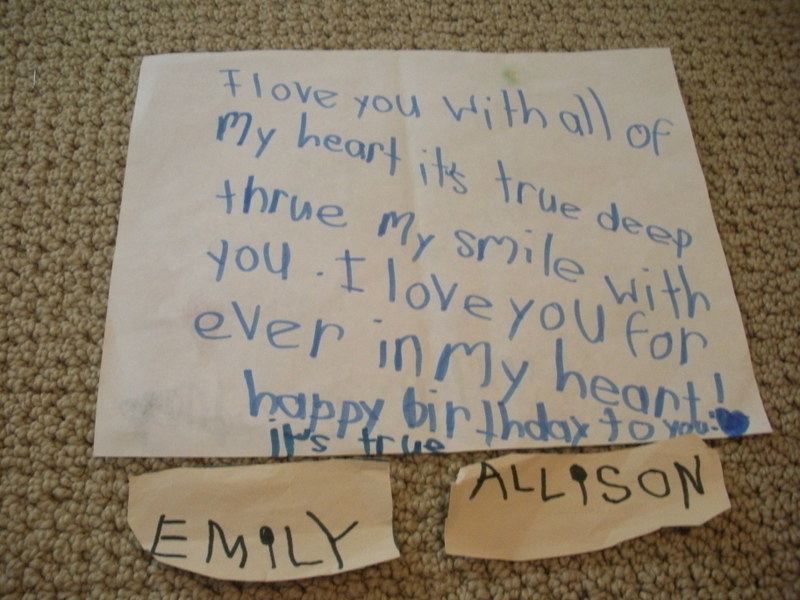 I love you with all of
my heart it's true deep
thrue my smile with
you. I love you for
ever in my heart!
happy birthday to you.
it's true
EMiLY
ALLiSON